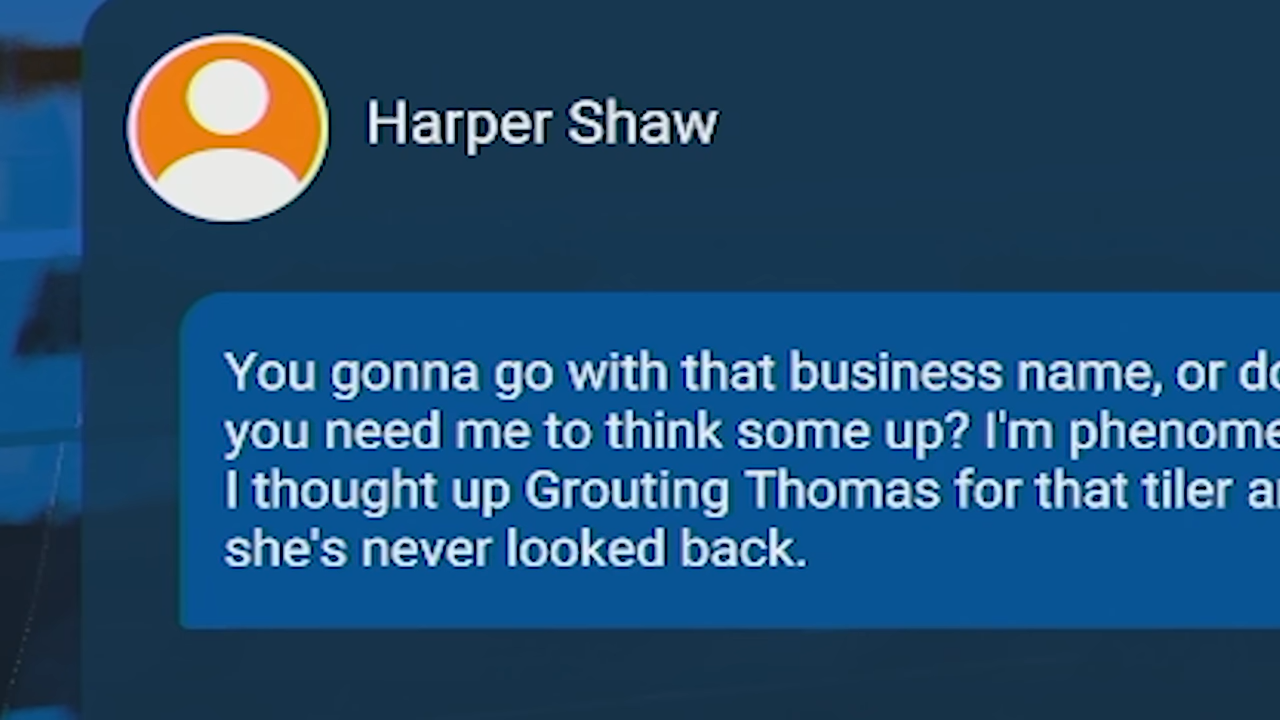 Harper Shaw
You gonna go with that business name, or
you need me to think some up? I'm
I thought up Grouting Thomas for that tiler
she's never looked back.